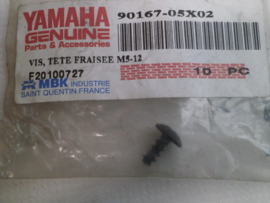 YAMAHA 90167-05X02
GENUINE
Parts & Accessories
VIS, TETE FRAISEE M5-12
F20100727 10 PC
MBK INDUSTRIE
SAINT QUENTIN FRANCE